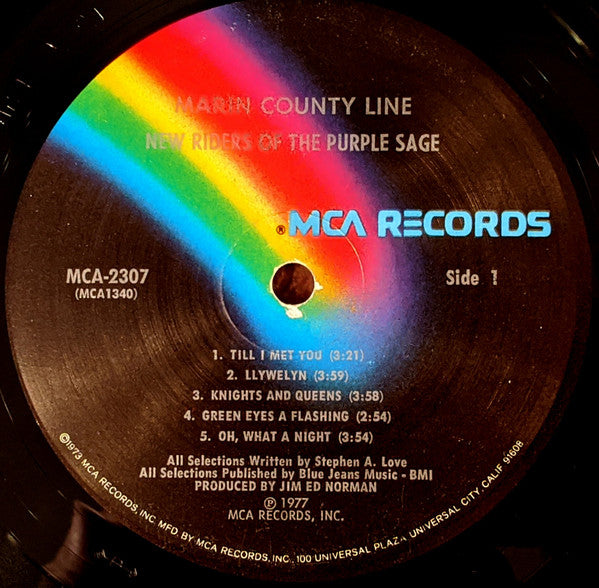 MARIN COUNTY LINE
NEW RIDERS OF THE PURPLE SAGE
® MCA RECORDS
MCA-2307
(MCA1340)
Side 1
1. TILL I MET YOU (3:21)
2. LLYWELYN (3:59)
3. KNIGHTS AND QUEENS (3:58)
4. GREEN EYES A FLASHING (2:54)
5. OH, WHAT A NIGHT (3:54)
All Selections Written by Stephen A. Love
All Selections Published by Blue Jeans Music - BMI
PRODUCED BY JIM ED NORMAN
℗ 1977
MCA RECORDS, INC.
©1973 MCA RECORDS, INC. MFD. BY MCA RECORDS, INC., 100 UNIVERSAL PLAZA, UNIVERSAL CITY, CALIF. 91608